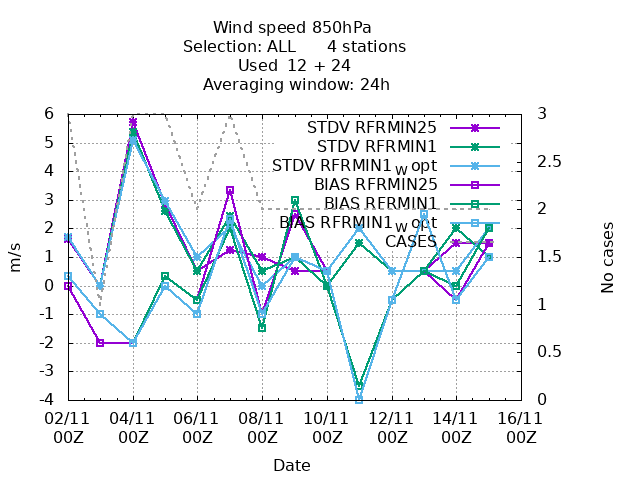 Wind speed 850hPa
Selection: ALL 4 stations
Used 12 + 24
Averaging window: 24h
STDV RFRMIN25
STDV RFRMIN1
STDV RFRMIN1w opt
BIAS RFRMIN25
BIAS RFRMIN1
BIAS RFRMIN1w opt
CASES
6
5
4
3
2
1
0
-1
-2
-3
-4
m/s
3
2.5
2
1.5
1
0.5
0
No cases
02/11 04/11 06/11 08/11 10/11 12/11 14/11 16/11
00Z 00Z 00Z 00Z 00Z 00Z 00Z 00Z
Date